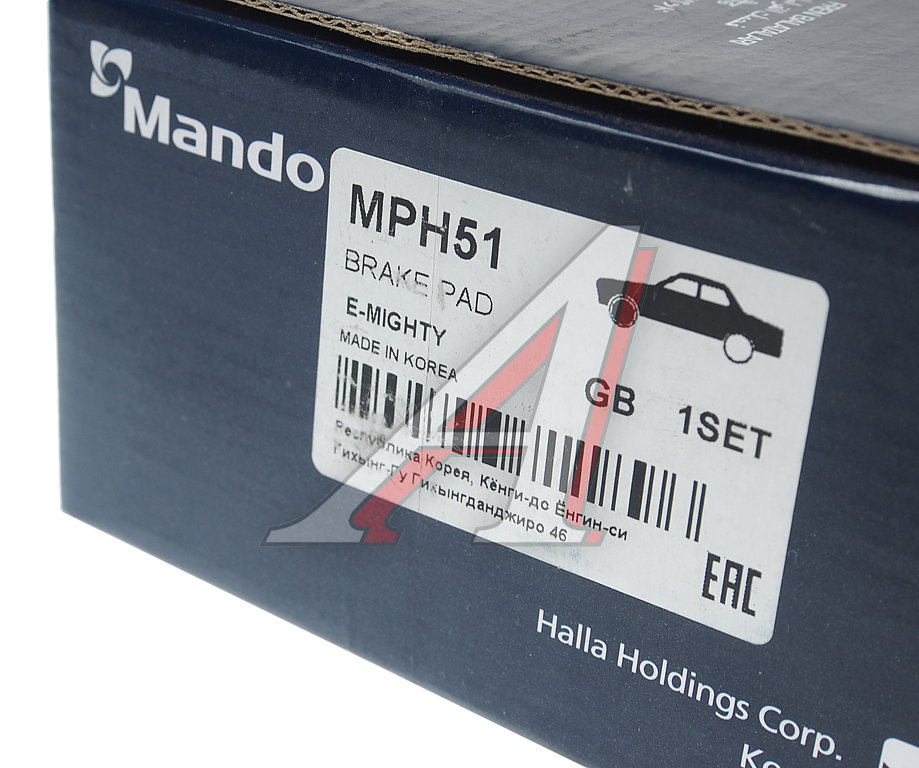 Mando
MPH51
BRAKE PAD
E-MIGHTY
MADE IN KOREA
GB 1SET
Республика Корея, Кёнги-до Ёнгин-си
Гихынг-Гу Гихынгданджиро 46
EAC
Halla Holdings Corp.